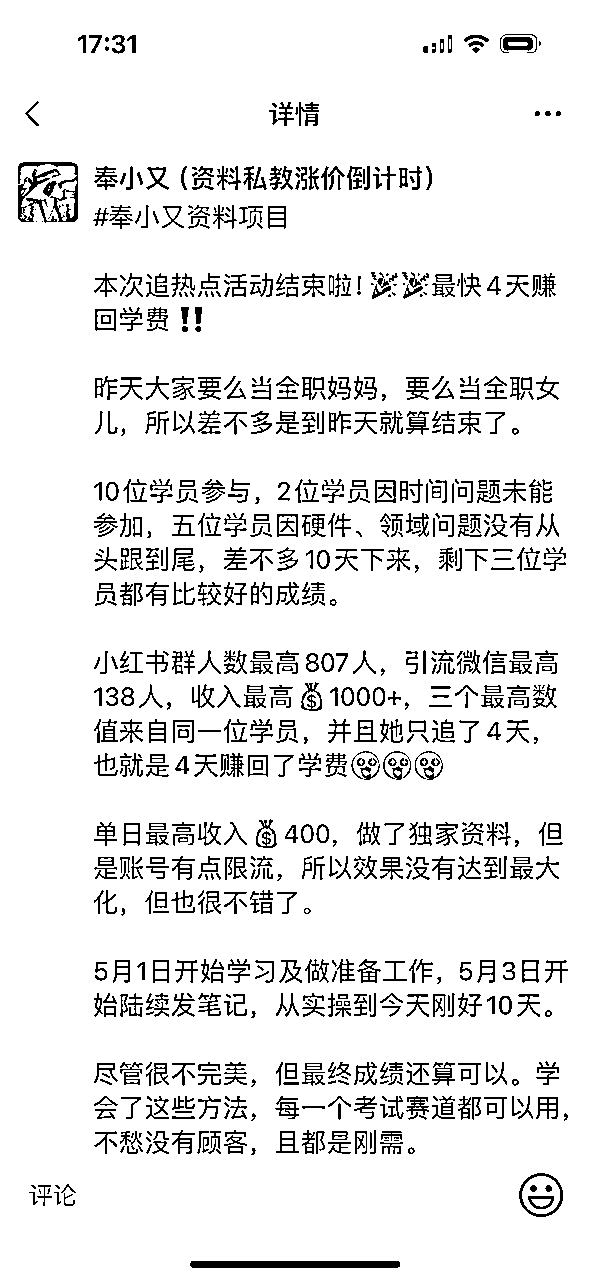 17:31
详情
奉小又（资料私教涨价倒计时）
#奉小又资料项目
本次追热点活动结束啦！🎉🎉最快4天赚
回学费‼️
昨天大家要么当全职妈妈，要么当全职女
儿，所以差不多是到昨天就算结束了。
10位学员参与，2位学员因时间问题未能
参加，五位学员因硬件、领域问题没有从
头跟到尾，差不多10天下来，剩下三位学
员都有比较好的成绩。
小红书群人数最高807人，引流微信最高
138人，收入最高💰1000+，三个最高数
值来自同一位学员，并且她只追了4天，
也就是4天赚回了学费😲😲😲
单日最高收入💰400，做了独家资料，但
是账号有点限流，所以效果没有达到最大
化，但也很不错了。
5月1日开始学习及做准备工作，5月3日开
始陆续发笔记，从实操到今天刚好10天。
尽管很不完美，但最终成绩还算可以。学
会了这些方法，每一个考试赛道都可以用，
不愁没有顾客，且都是刚需。
评论